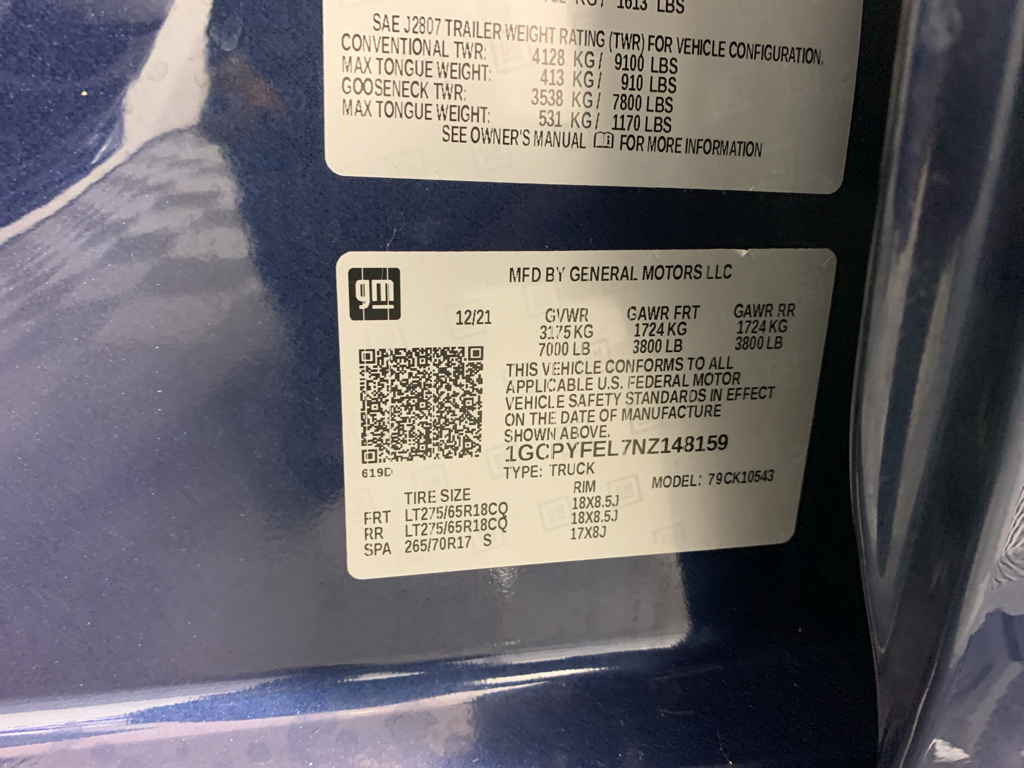 KG/ 1613 LBS
SAE J2807 TRAILER WEIGHT RATING (TWR) FOR VEHICLE CONFIGURATION.
CONVENTIONAL TWR: 4128 KG/ 9100 LBS
MAX TONGUE WEIGHT: 413 KG/ 910 LBS
GOOSENECK TWR: 3538 KG/ 7800 LBS
MAX TONGUE WEIGHT: 531 KG/ 1170 LBS
SEE OWNER'S MANUAL FOR MORE INFORMATION
gm
MFD BY GENERAL MOTORS LLC
12/21 GVWR GAWR FRT GAWR RR
3175 KG 1724 KG 1724 KG
7000 LB 3800 LB 3800 LB
THIS VEHICLE CONFORMS TO ALL
APPLICABLE U.S. FEDERAL MOTOR
VEHICLE SAFETY STANDARDS IN EFFECT
ON THE DATE OF MANUFACTURE
SHOWN ABOVE.
1GCPYFEL7NZ148159
619D
TYPE: TRUCK MODEL: 79CK10543
TIRE SIZE RIM
FRT LT275/65R18CQ 18X8.5J
RR LT275/65R18CQ 18X8.5J
SPA 265/70R17 S 17X8J